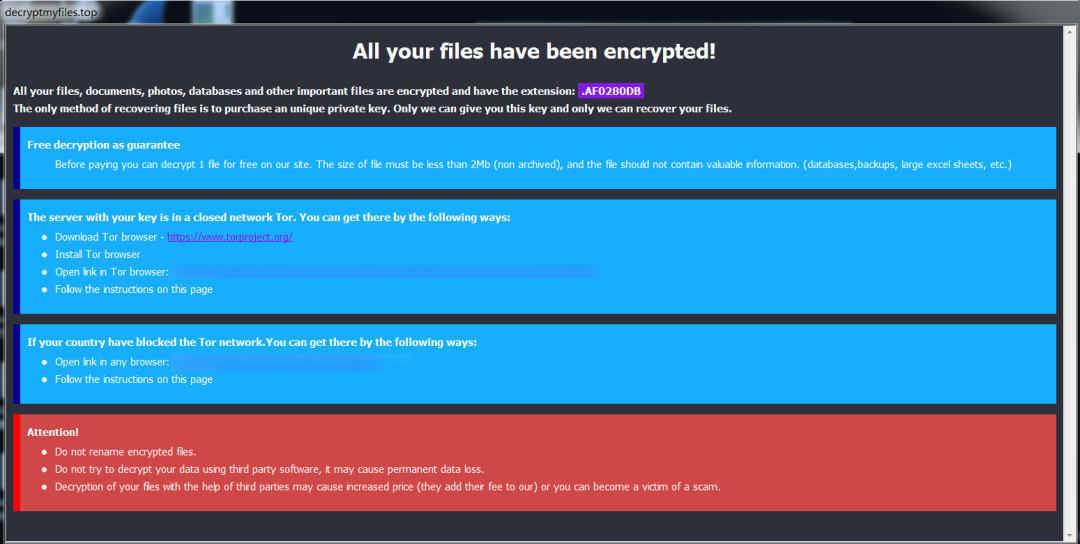 decryptmyfiles.top
All your files have been encrypted!
All your files, documents, photos, databases and other important files are encrypted and have the extension: .AF0280DB
The only method of recovering files is to purchase an unique private key. Only we can give you this key and only we can recover your files.
Free decryption as guarantee
Before paying you can decrypt 1 file for free on our site. The size of file must be less than 2Mb (non archived), and the file should not contain valuable information. (databases,backups, large excel sheets, etc.)
The server with your key is in a closed network Tor. You can get there by the following ways:
• Download Tor browser - https://www.torproject.org/
• Install Tor browser
• Open link in Tor browser:
• Follow the instructions on this page
If your country have blocked the Tor network.You can get there by the following ways:
• Open link in any browser:
• Follow the instructions on this page
Attention!
• Do not rename encrypted files.
• Do not try to decrypt your data using third party software, it may cause permanent data loss.
• Decryption of your files with the help of third parties may cause increased price (they add their fee to our) or you can become a victim of a scam.